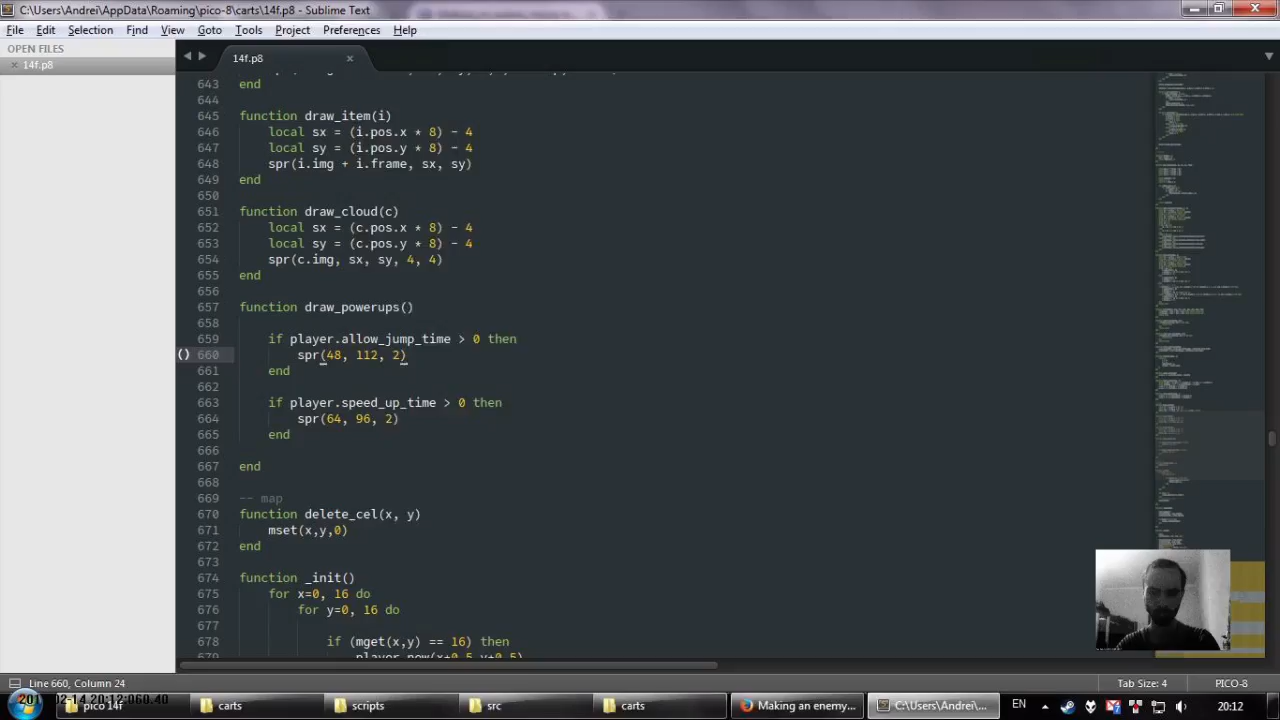 C:\Users\Andrei\AppData\Roaming\pico-8\carts\14f.p8 - Sublime Text
File Edit Selection Find View Goto Tools Project Preferences Help
OPEN FILES
14f.p8
14f.p8
643 end
644
645 function draw_item(i)
646 local sx = (i.pos.x * 8) - 4
647 local sy = (i.pos.y * 8) - 4
648 spr(i.img + i.frame, sx, sy)
649 end
650
651 function draw_cloud(c)
652 local sx = (c.pos.x * 8) - 4
653 local sy = (c.pos.y * 8) - 4
654 spr(c.img, sx, sy, 4, 4)
655 end
656
657 function draw_powerups()
658
659 if player.allow_jump_time > 0 then
() 660 spr(48, 112, 2)
661 end
662
663 if player.speed_up_time > 0 then
664 spr(64, 96, 2)
665 end
666
667 end
668
669 -- map
670 function delete_cel(x, y)
671 mset(x,y,0)
672 end
673
674 function _init()
675 for x=0, 16 do
676 for y=0, 16 do
677
678 if (mget(x,y) == 16) then
679 player.new(x+0.5,y+0.5)
Line 660, Column 24
Tab Size: 4
PICO-8
pico 14f
carts
scripts
src
carts
Making an enemy...
C:\Users\Andrei\...
EN
20:12